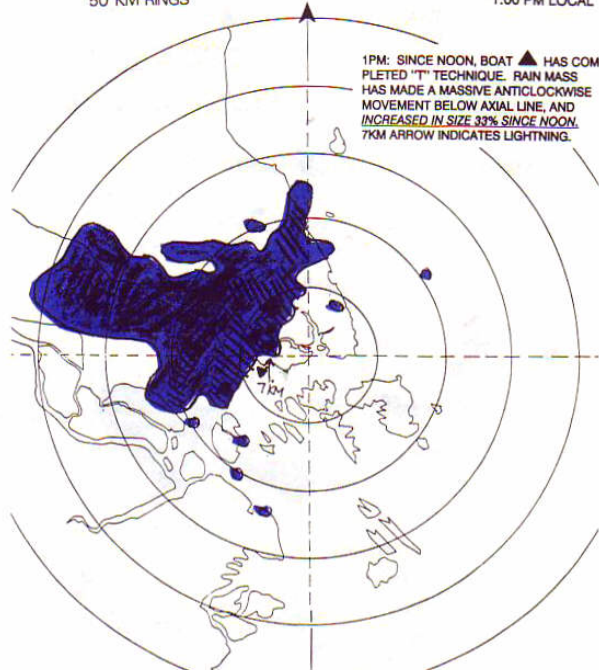 50 KM RINGS
1:00 PM LOCAL
1PM: SINCE NOON, BOAT ▲ HAS COM
PLETED "T" TECHNIQUE. RAIN MASS
HAS MADE A MASSIVE ANTICLOCKWISE
MOVEMENT BELOW AXIAL LINE, AND
INCREASED IN SIZE 33% SINCE NOON.
7KM ARROW INDICATES LIGHTNING.
7km